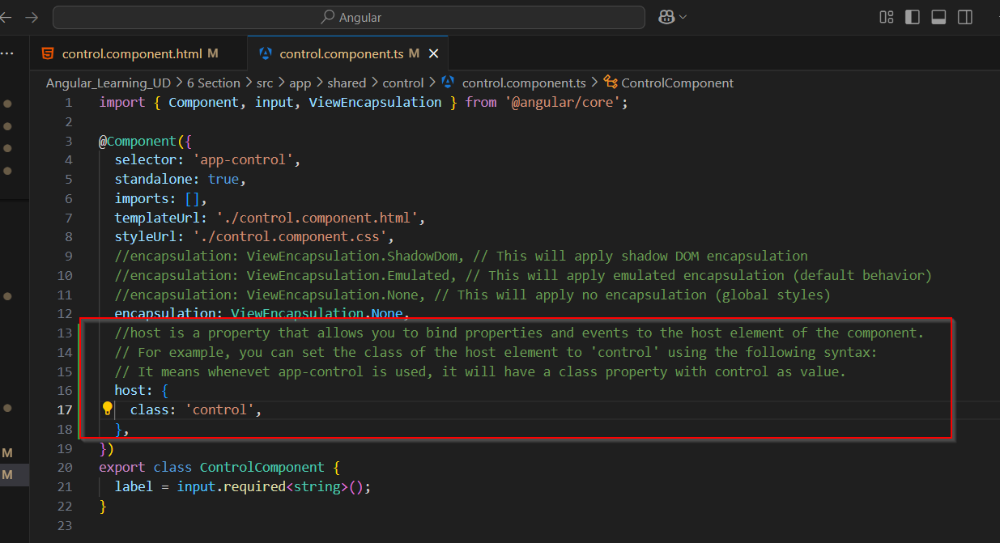 Angular
control.component.html M
control.component.ts M
Angular_Learning_UD > 6 Section > src > app > shared > control > control.component.ts > ControlComponent
1 import { Component, input, ViewEncapsulation } from '@angular/core';
2
3 @Component({
4 selector: 'app-control',
5 standalone: true,
6 imports: [],
7 templateUrl: './control.component.html',
8 styleUrl: './control.component.css',
9 //encapsulation: ViewEncapsulation.ShadowDom, // This will apply shadow DOM encapsulation
10 //encapsulation: ViewEncapsulation.Emulated, // This will apply emulated encapsulation (default behavior)
11 //encapsulation: ViewEncapsulation.None, // This will apply no encapsulation (global styles)
12 encapsulation: ViewEncapsulation.None,
13 //host is a property that allows you to bind properties and events to the host element of the component.
14 // For example, you can set the class of the host element to 'control' using the following syntax:
15 // It means whenevet app-control is used, it will have a class property with control as value.
16 host: {
17 class: 'control',
18 },
19 })
20 export class ControlComponent {
21 label = input.required<string>();
22 }
23
M
M